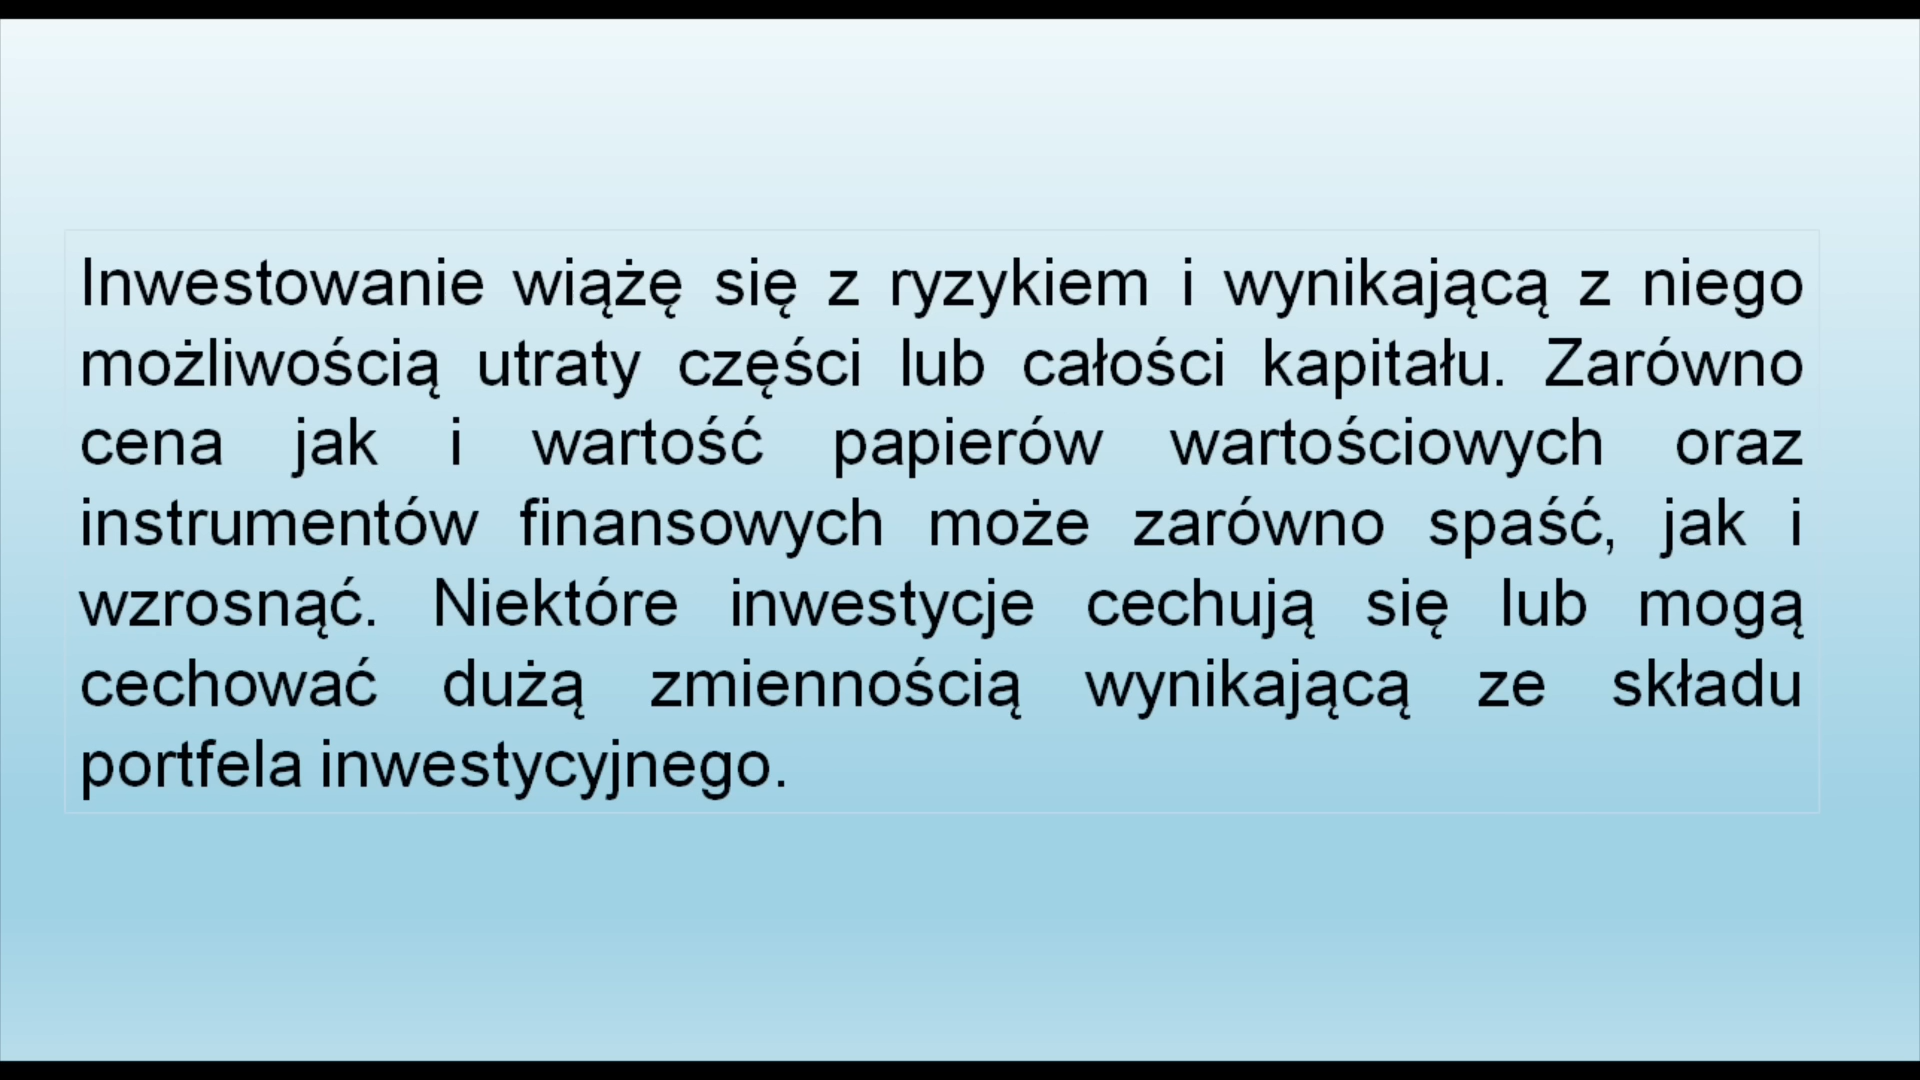 Inwestowanie wiążę się z ryzykiem i wynikającą z niego
możliwością utraty części lub całości kapitału. Zarówno
cena jak i wartość papierów wartościowych oraz
instrumentów finansowych może zarówno spaść, jak i
wzrosnąć. Niektóre inwestycje cechują się lub mogą
cechować dużą zmiennością wynikającą ze składu
portfela inwestycyjnego.